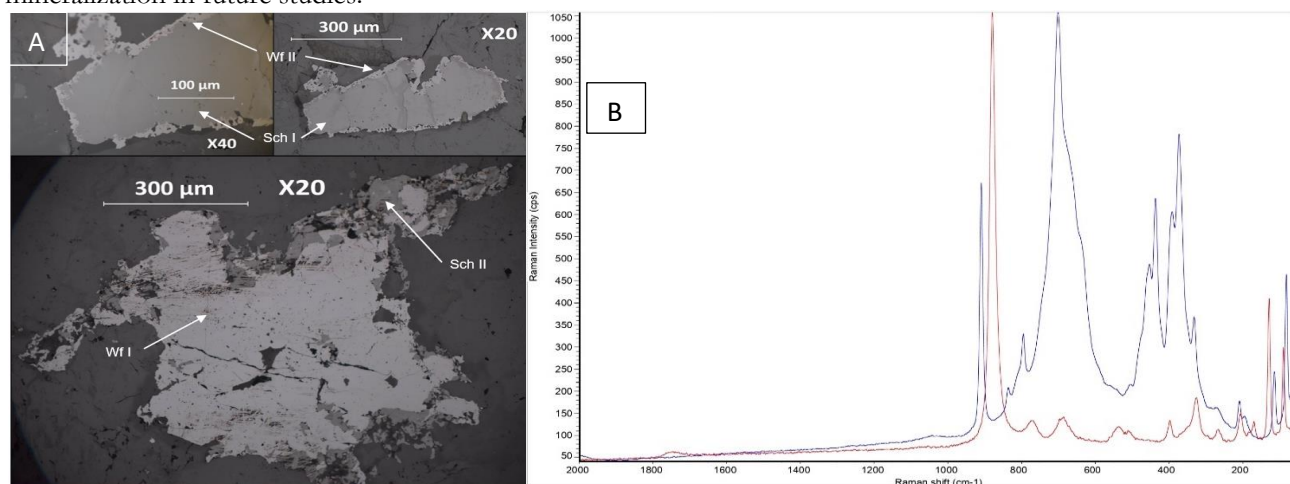 mineralization in future studies.
A
300 µm
X20
Wf II
100 µm
Sch I
X40
300 µm
X20
Sch II
Wf I
B
Raman Intensity (cps)
1050
1000
950
900
850
800
750
700
650
600
550
500
450
400
350
300
250
200
150
100
50
2000 1800 1600 1400 1200 1000 800 600 400 200
Raman shift (cm-1)